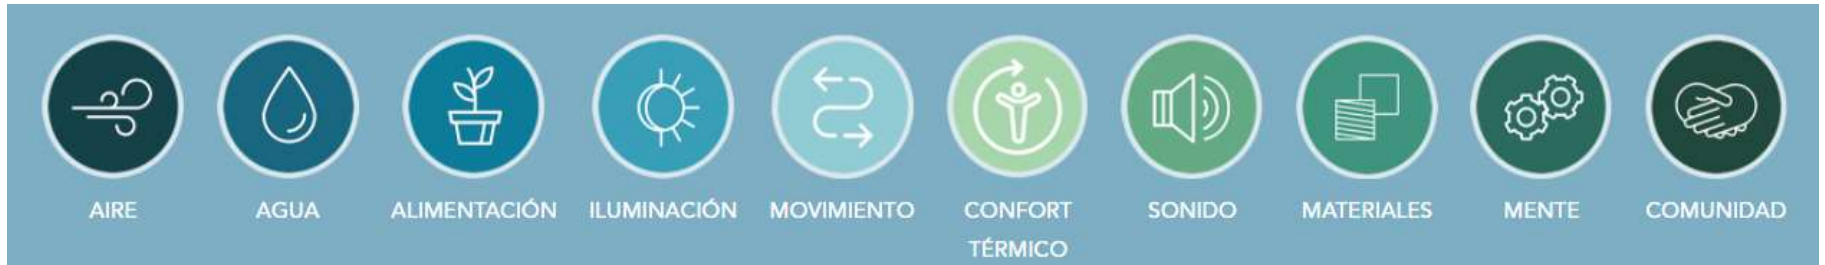 AIRE
AGUA
ALIMENTACIÓN
ILUMINACIÓN
MOVIMIENTO
CONFORT
TÉRMICO
SONIDO
MATERIALES
MENTE
COMUNIDAD